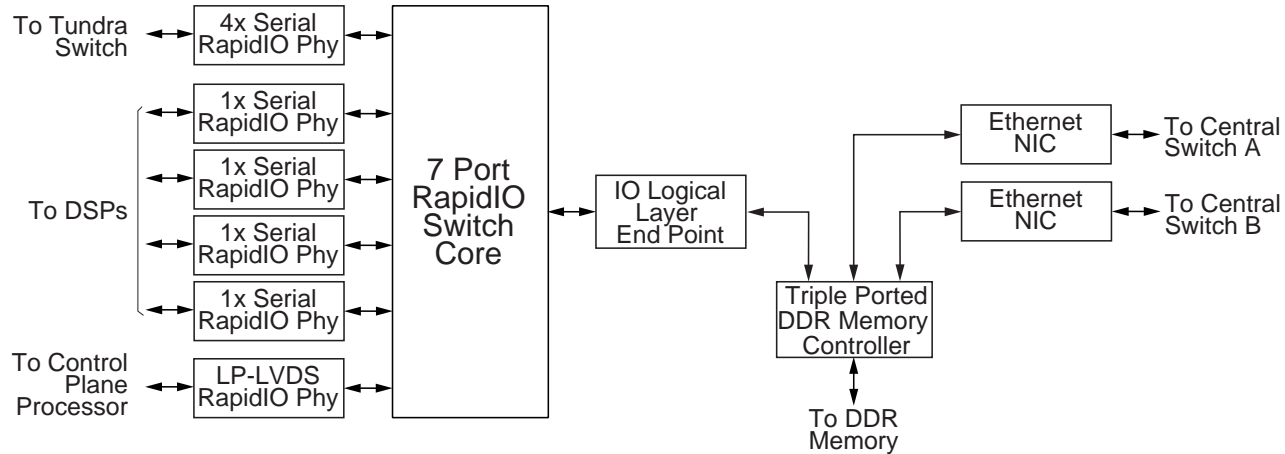 To Tundra
Switch
4x Serial
RapidIO Phy
To DSPs
1x Serial
RapidIO Phy
1x Serial
RapidIO Phy
1x Serial
RapidIO Phy
1x Serial
RapidIO Phy
To Control
Plane
Processor
LP-LVDS
RapidIO Phy
7 Port
RapidIO
Switch
Core
IO Logical
Layer
End Point
Ethernet
NIC
To Central
Switch A
Ethernet
NIC
To Central
Switch B
Triple Ported
DDR Memory
Controller
To DDR
Memory